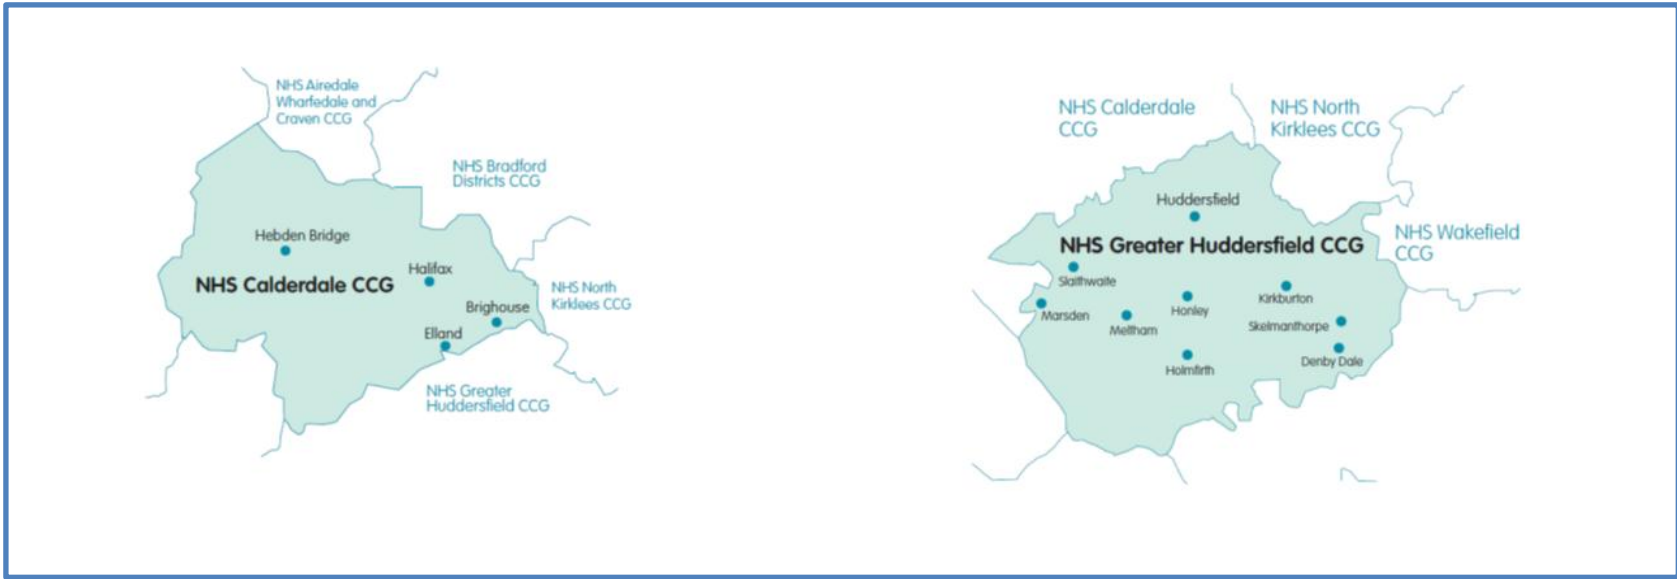 NHS Airedale
Wharfedale and
Craven CCG
NHS Bradford
Districts CCG
Hebden Bridge
Halifax
NHS Calderdale CCG
NHS North
Kirklees CCG
Brighouse
Elland
NHS Greater
Huddersfield CCG
NHS Calderdale
CCG
NHS North
Kirklees CCG
Huddersfield
NHS Wakefield
CCG
NHS Greater Huddersfield CCG
Slaithwaite
Marsden
Meltham
Honley
Kirkburton
Skelmanthorpe
Denby Dale
Holmfirth